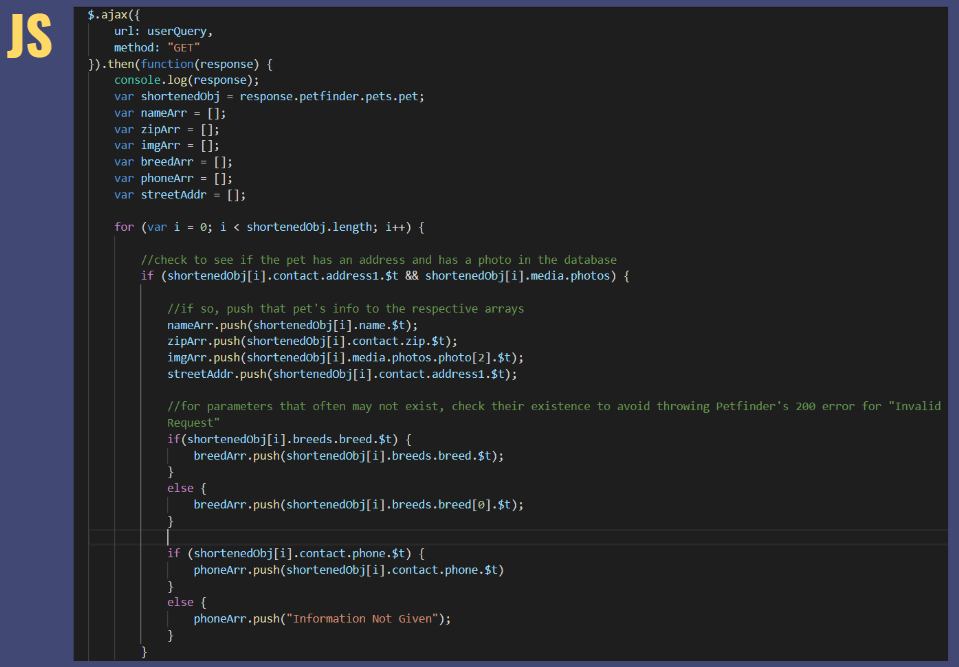 JS
$.ajax({
    url: userQuery,
    method: "GET"
}).then(function(response) {
    console.log(response);
    var shortenedObj = response.petfinder.pets.pet;
    var nameArr = [];
    var zipArr = [];
    var imgArr = [];
    var breedArr = [];
    var phoneArr = [];
    var streetAddr = [];
    for (var i = 0; i < shortenedObj.length; i++) {
        //check to see if the pet has an address and has a photo in the database
        if (shortenedObj[i].contact.address1.$t && shortenedObj[i].media.photos) {
            //if so, push that pet's info to the respective arrays
            nameArr.push(shortenedObj[i].name.$t);
            zipArr.push(shortenedObj[i].contact.zip.$t);
            imgArr.push(shortenedObj[i].media.photos.photo[2].$t);
            streetAddr.push(shortenedObj[i].contact.address1.$t);
            //for parameters that often may not exist, check their existence to avoid throwing Petfinder's 200 error for "Invalid
            Request"
            if(shortenedObj[i].breeds.breed.$t) {
                breedArr.push(shortenedObj[i].breeds.breed.$t);
            }
            else {
                breedArr.push(shortenedObj[i].breeds.breed[0].$t);
            }
            if (shortenedObj[i].contact.phone.$t) {
                phoneArr.push(shortenedObj[i].contact.phone.$t)
            }
            else {
                phoneArr.push("Information Not Given");
            }
        }